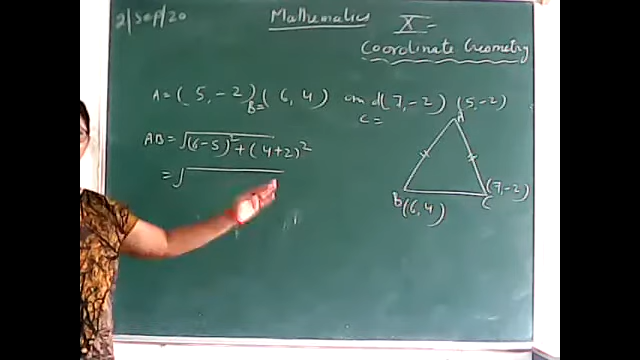 2/Sep/20
Mathematics X
Coordinate Geometry
A = (5, -2) B = (6, 4) and (7, -2)
C =
(5, -2)
A
AB = √(6-5)² + (4+2)²
= √
B (6, 4)
C (7, -2)